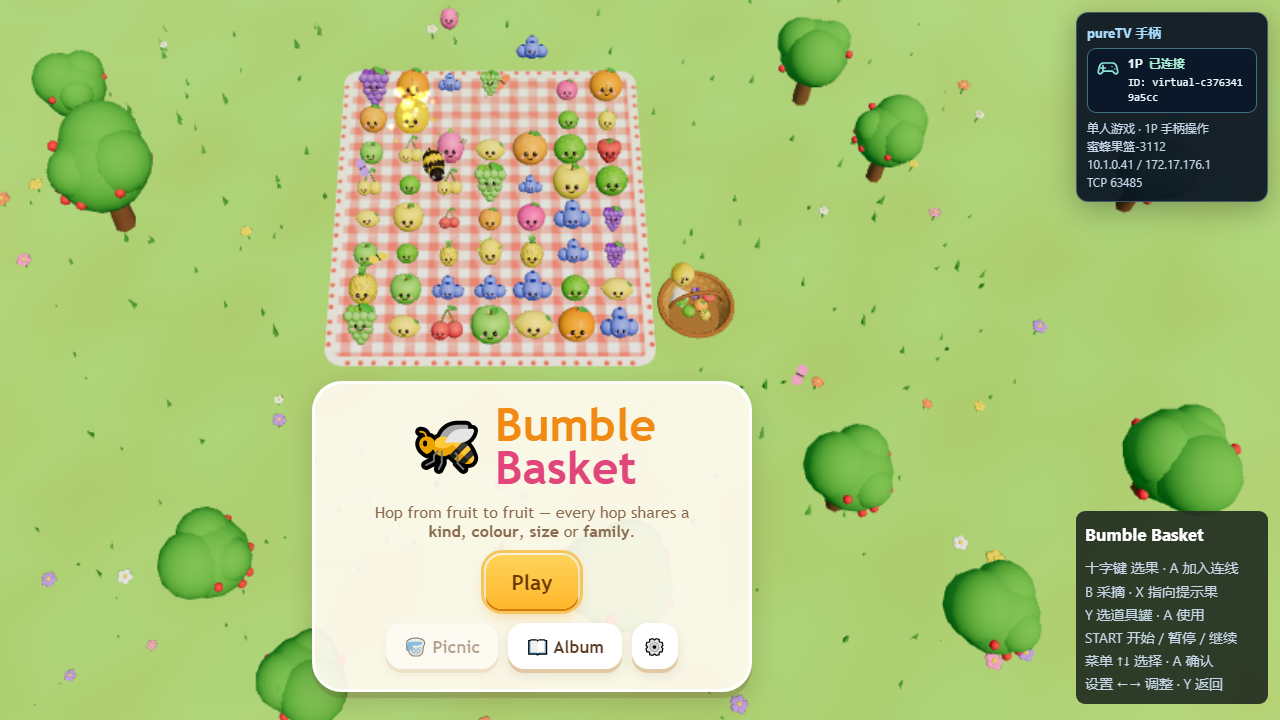 pureTV 手柄
1P 已连接
ID: virtual-c376341
9a5cc
单人游戏 · 1P 手柄操作
蜜蜂果篮-3112
10.1.0.41 / 172.17.176.1
TCP 63485
Bumble
Basket
Hop from fruit to fruit — every hop shares a
kind, colour, size or family.
Play
Picnic
Album
Bumble Basket
十字键 选果 · A 加入连线
B 采摘 · X 指向提示果
Y 选道具罐 · A 使用
START 开始 / 暂停 / 继续
菜单 ↑↓ 选择 · A 确认
设置 ←→ 调整 · Y 返回